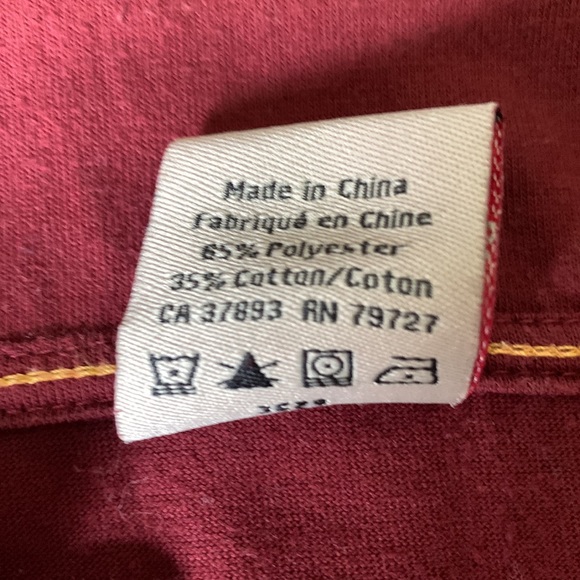 Made in China
Fabriqué en Chine
65% Polyester
35% Cotton/Coton
CA 37893 RN 79727